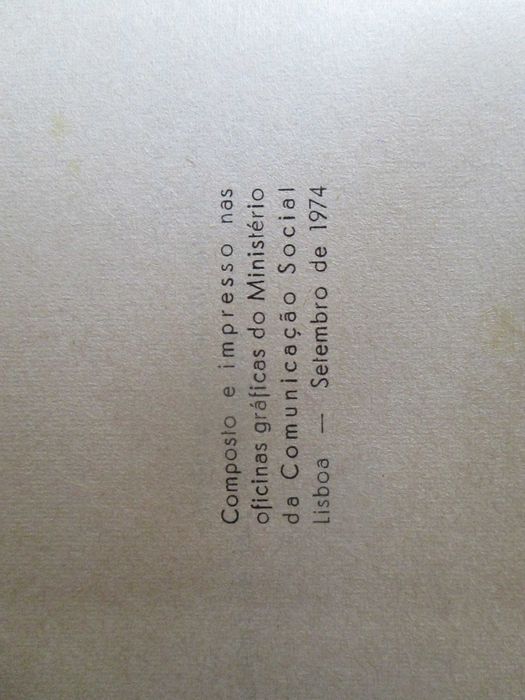 Composto e impresso nas
oficinas gráficas do Ministério
da Comunicação Social
Lisboa — Setembro de 1974